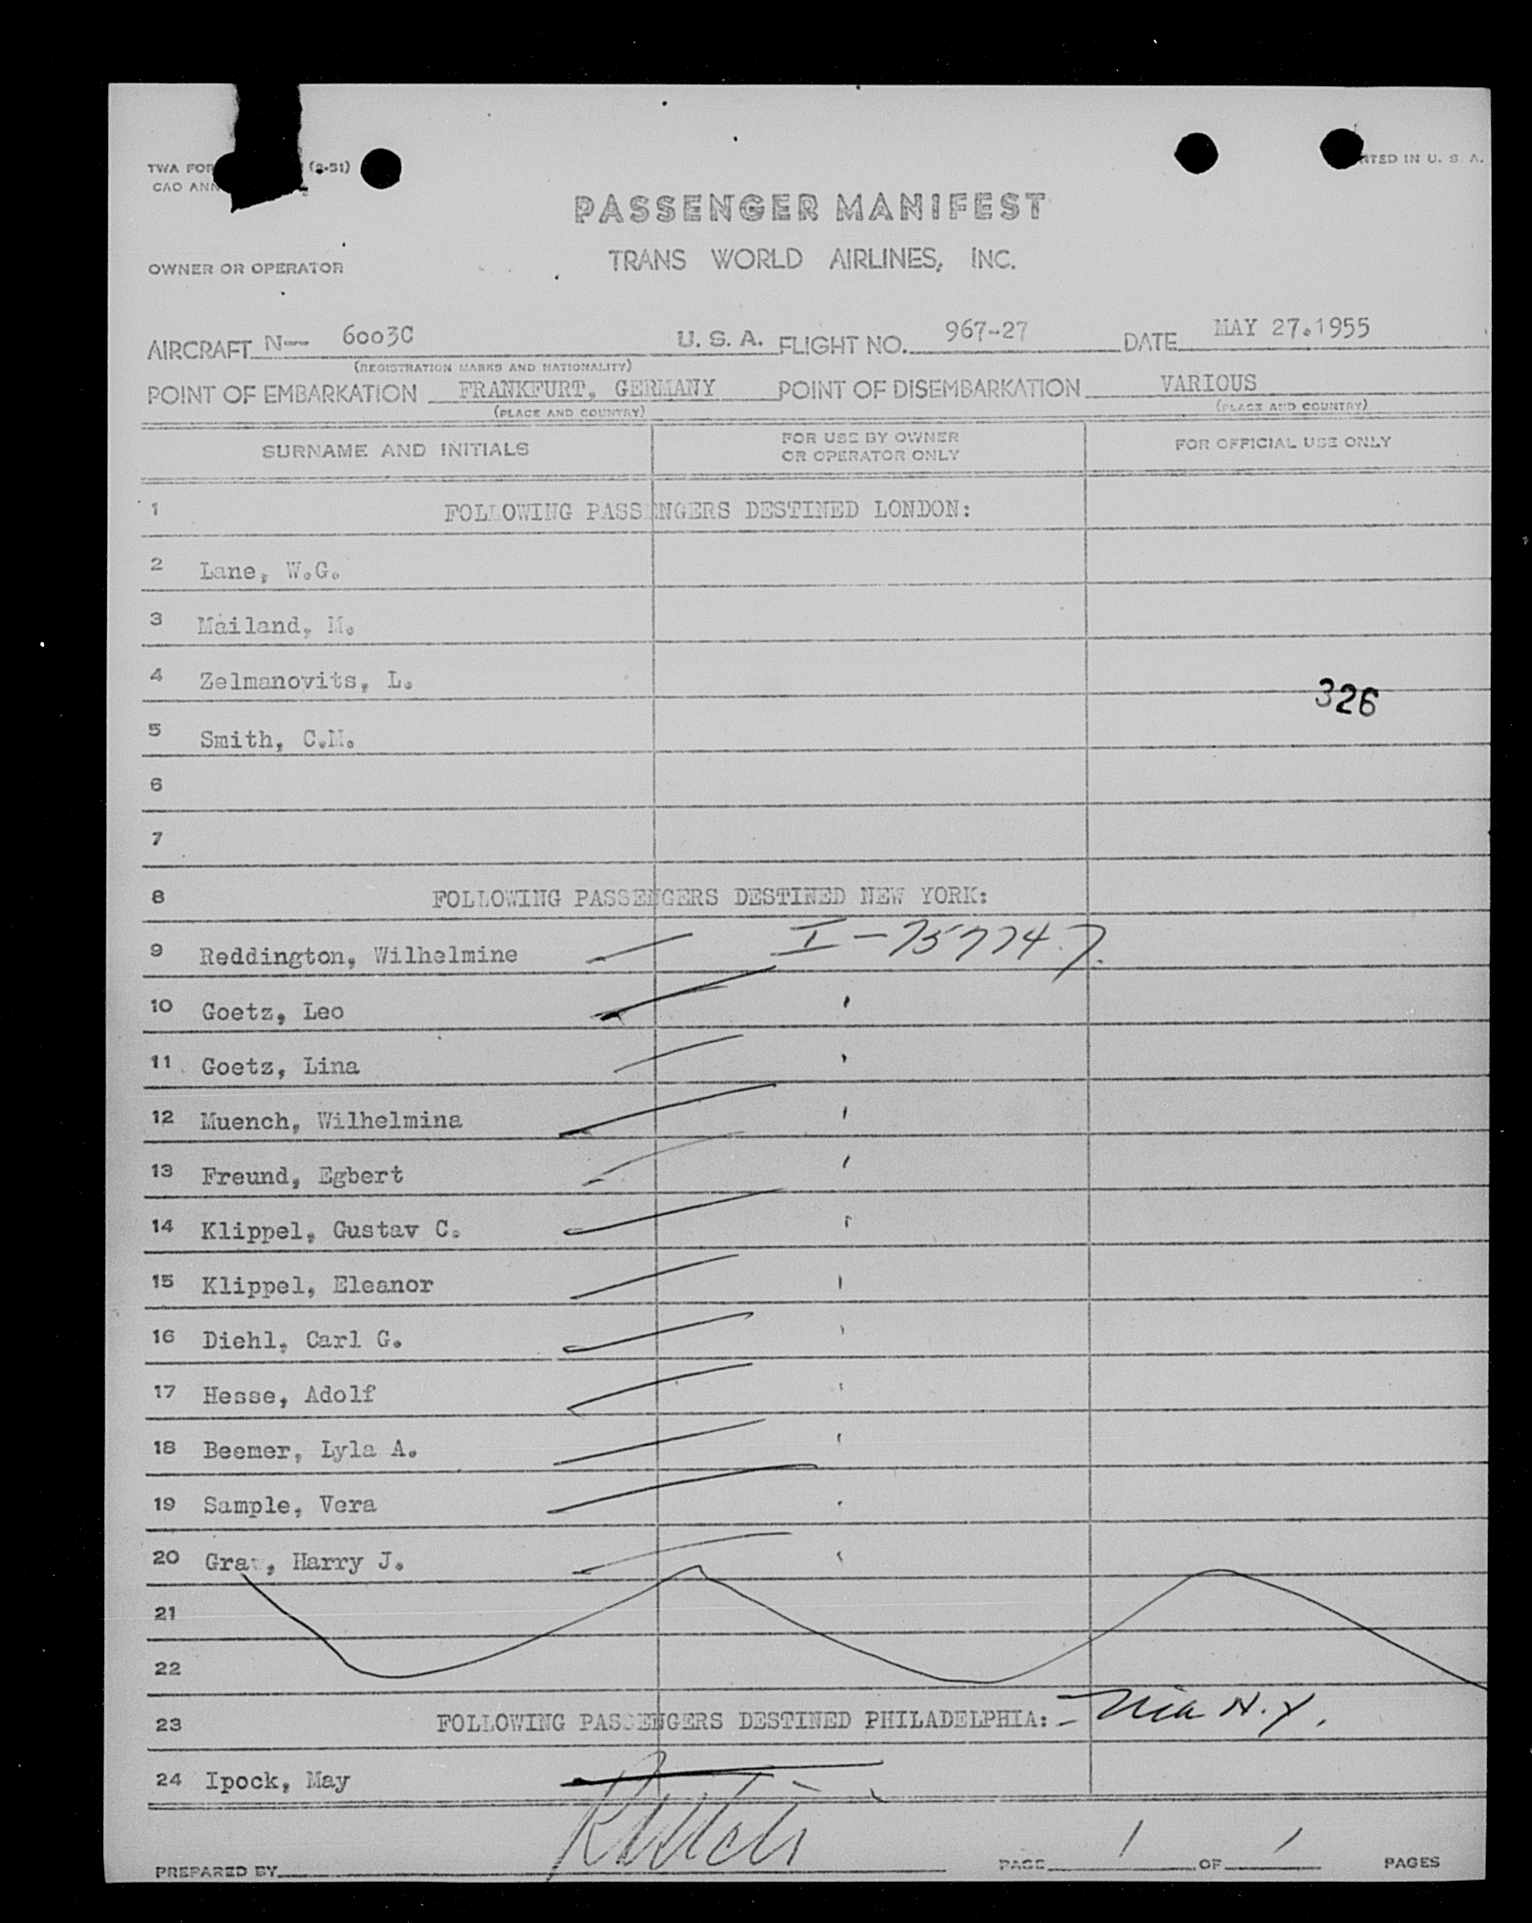 TWA FOR (2-51)
CAO ANN
TED IN U. S. A.
PASSENGER MANIFEST
TRANS WORLD AIRLINES, INC.
OWNER OR OPERATOR
AIRCRAFT N-- 6003C U. S. A. FLIGHT NO. 967-27 DATE MAY 27.1955
(REGISTRATION MARKS AND NATIONALITY)
POINT OF EMBARKATION FRANKFURT, GERMANY POINT OF DISEMBARKATION VARIOUS
(PLACE AND COUNTRY) (PLACE AND COUNTRY)
SURNAME AND INITIALS FOR USE BY OWNER OR OPERATOR ONLY FOR OFFICIAL USE ONLY
1 FOLLOWING PASSENGERS DESTINED LONDON:
2 Lane, W.G.
3 Mailand, M.
4 Zelmanovits, L.
326
5 Smith, C.M.
6
7
8 FOLLOWING PASSENGERS DESTINED NEW YORK:
9 Reddington, Wilhelmine I-75774.7.
10 Goetz, Leo
11 Goetz, Lina
12 Muench, Wilhelmina
13 Freund, Egbert
14 Klippel, Gustav C.
15 Klippel, Eleanor
16 Diehl, Carl G.
17 Hesse, Adolf
18 Beemer, Lyla A.
19 Sample, Vera
20 Harry J.
21
22
23 FOLLOWING PASSENGERS DESTINED PHILADELPHIA: - Via N.Y.
24 Ipock, May
PREPARED BY PAGE 1 OF 1 PAGES